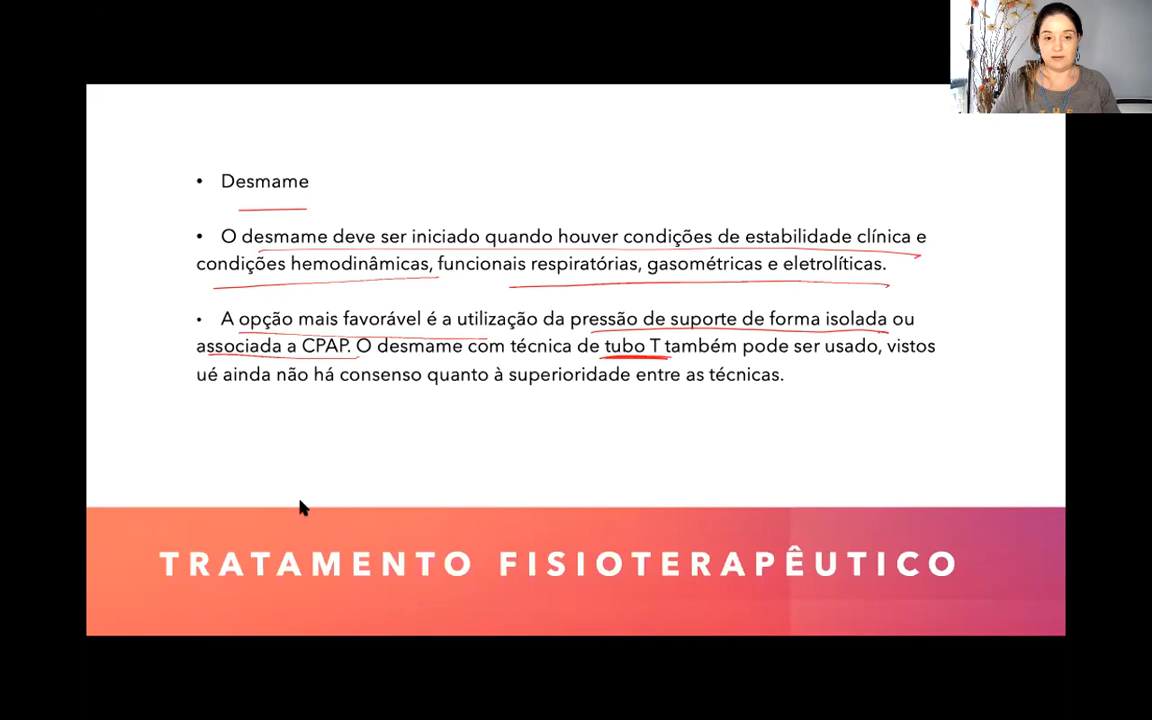 • Desmame
• O desmame deve ser iniciado quando houver condições de estabilidade clínica e
condições hemodinâmicas, funcionais respiratórias, gasométricas e eletrolíticas.
• A opção mais favorável é a utilização da pressão de suporte de forma isolada ou
associada a CPAP. O desmame com técnica de tubo T também pode ser usado, vistos
ué ainda não há consenso quanto à superioridade entre as técnicas.
TRATAMENTO FISIOTERAPÊUTICO